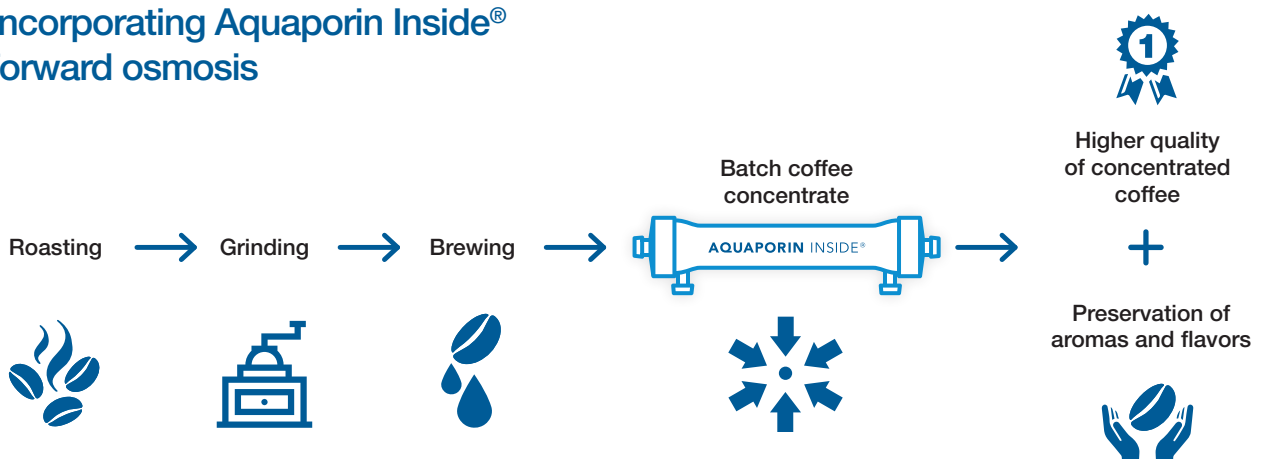 ncorporating Aquaporin Inside®
orward osmosis
1
Higher quality
of concentrated
coffee
Batch coffee
concentrate
Roasting
Grinding
Brewing
AQUAPORIN INSIDE®
+
Preservation of
aromas and flavors